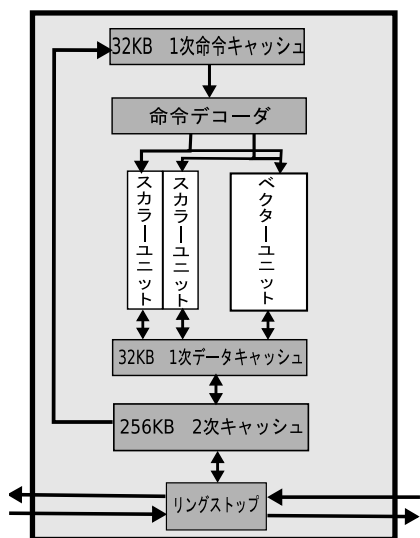 32KB　1次命令キャッシュ
命令デコーダ
スカラーユニット
スカラーユニット
ベクターユニット
32KB　1次データキャッシュ
256KB　2次キャッシュ
リングストップ